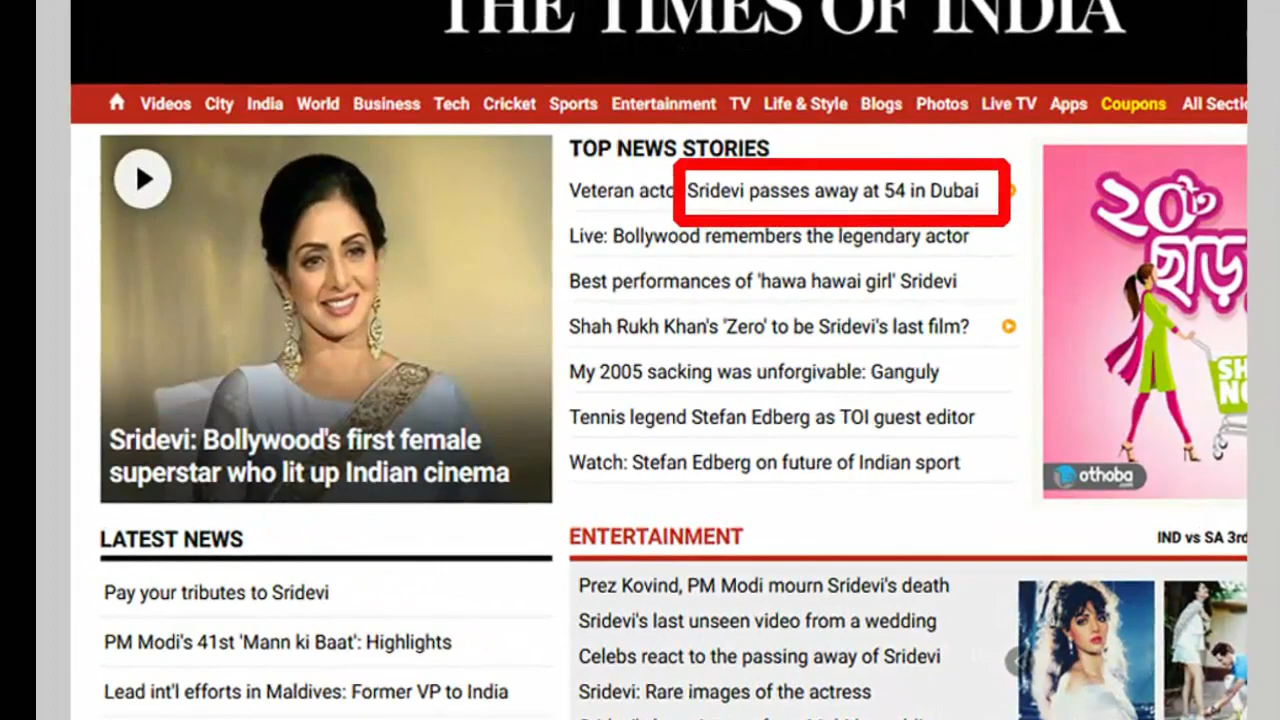 THE TIMES OF INDIA
Videos City India World Business Tech Cricket Sports Entertainment TV Life & Style Blogs Photos Live TV Apps Coupons All Sectio
Sridevi: Bollywood's first female
superstar who lit up Indian cinema
TOP NEWS STORIES
Veteran acto Sridevi passes away at 54 in Dubai
Live: Bollywood remembers the legendary actor
Best performances of 'hawa hawai girl' Sridevi
Shah Rukh Khan's 'Zero' to be Sridevi's last film?
My 2005 sacking was unforgivable: Ganguly
Tennis legend Stefan Edberg as TOI guest editor
Watch: Stefan Edberg on future of Indian sport
২০%
ছাড়
SH
NO
othoba
.com
LATEST NEWS
Pay your tributes to Sridevi
PM Modi's 41st 'Mann ki Baat': Highlights
Lead int'l efforts in Maldives: Former VP to India
ENTERTAINMENT
IND vs SA 3rd
Prez Kovind, PM Modi mourn Sridevi's death
Sridevi's last unseen video from a wedding
Celebs react to the passing away of Sridevi
Sridevi: Rare images of the actress